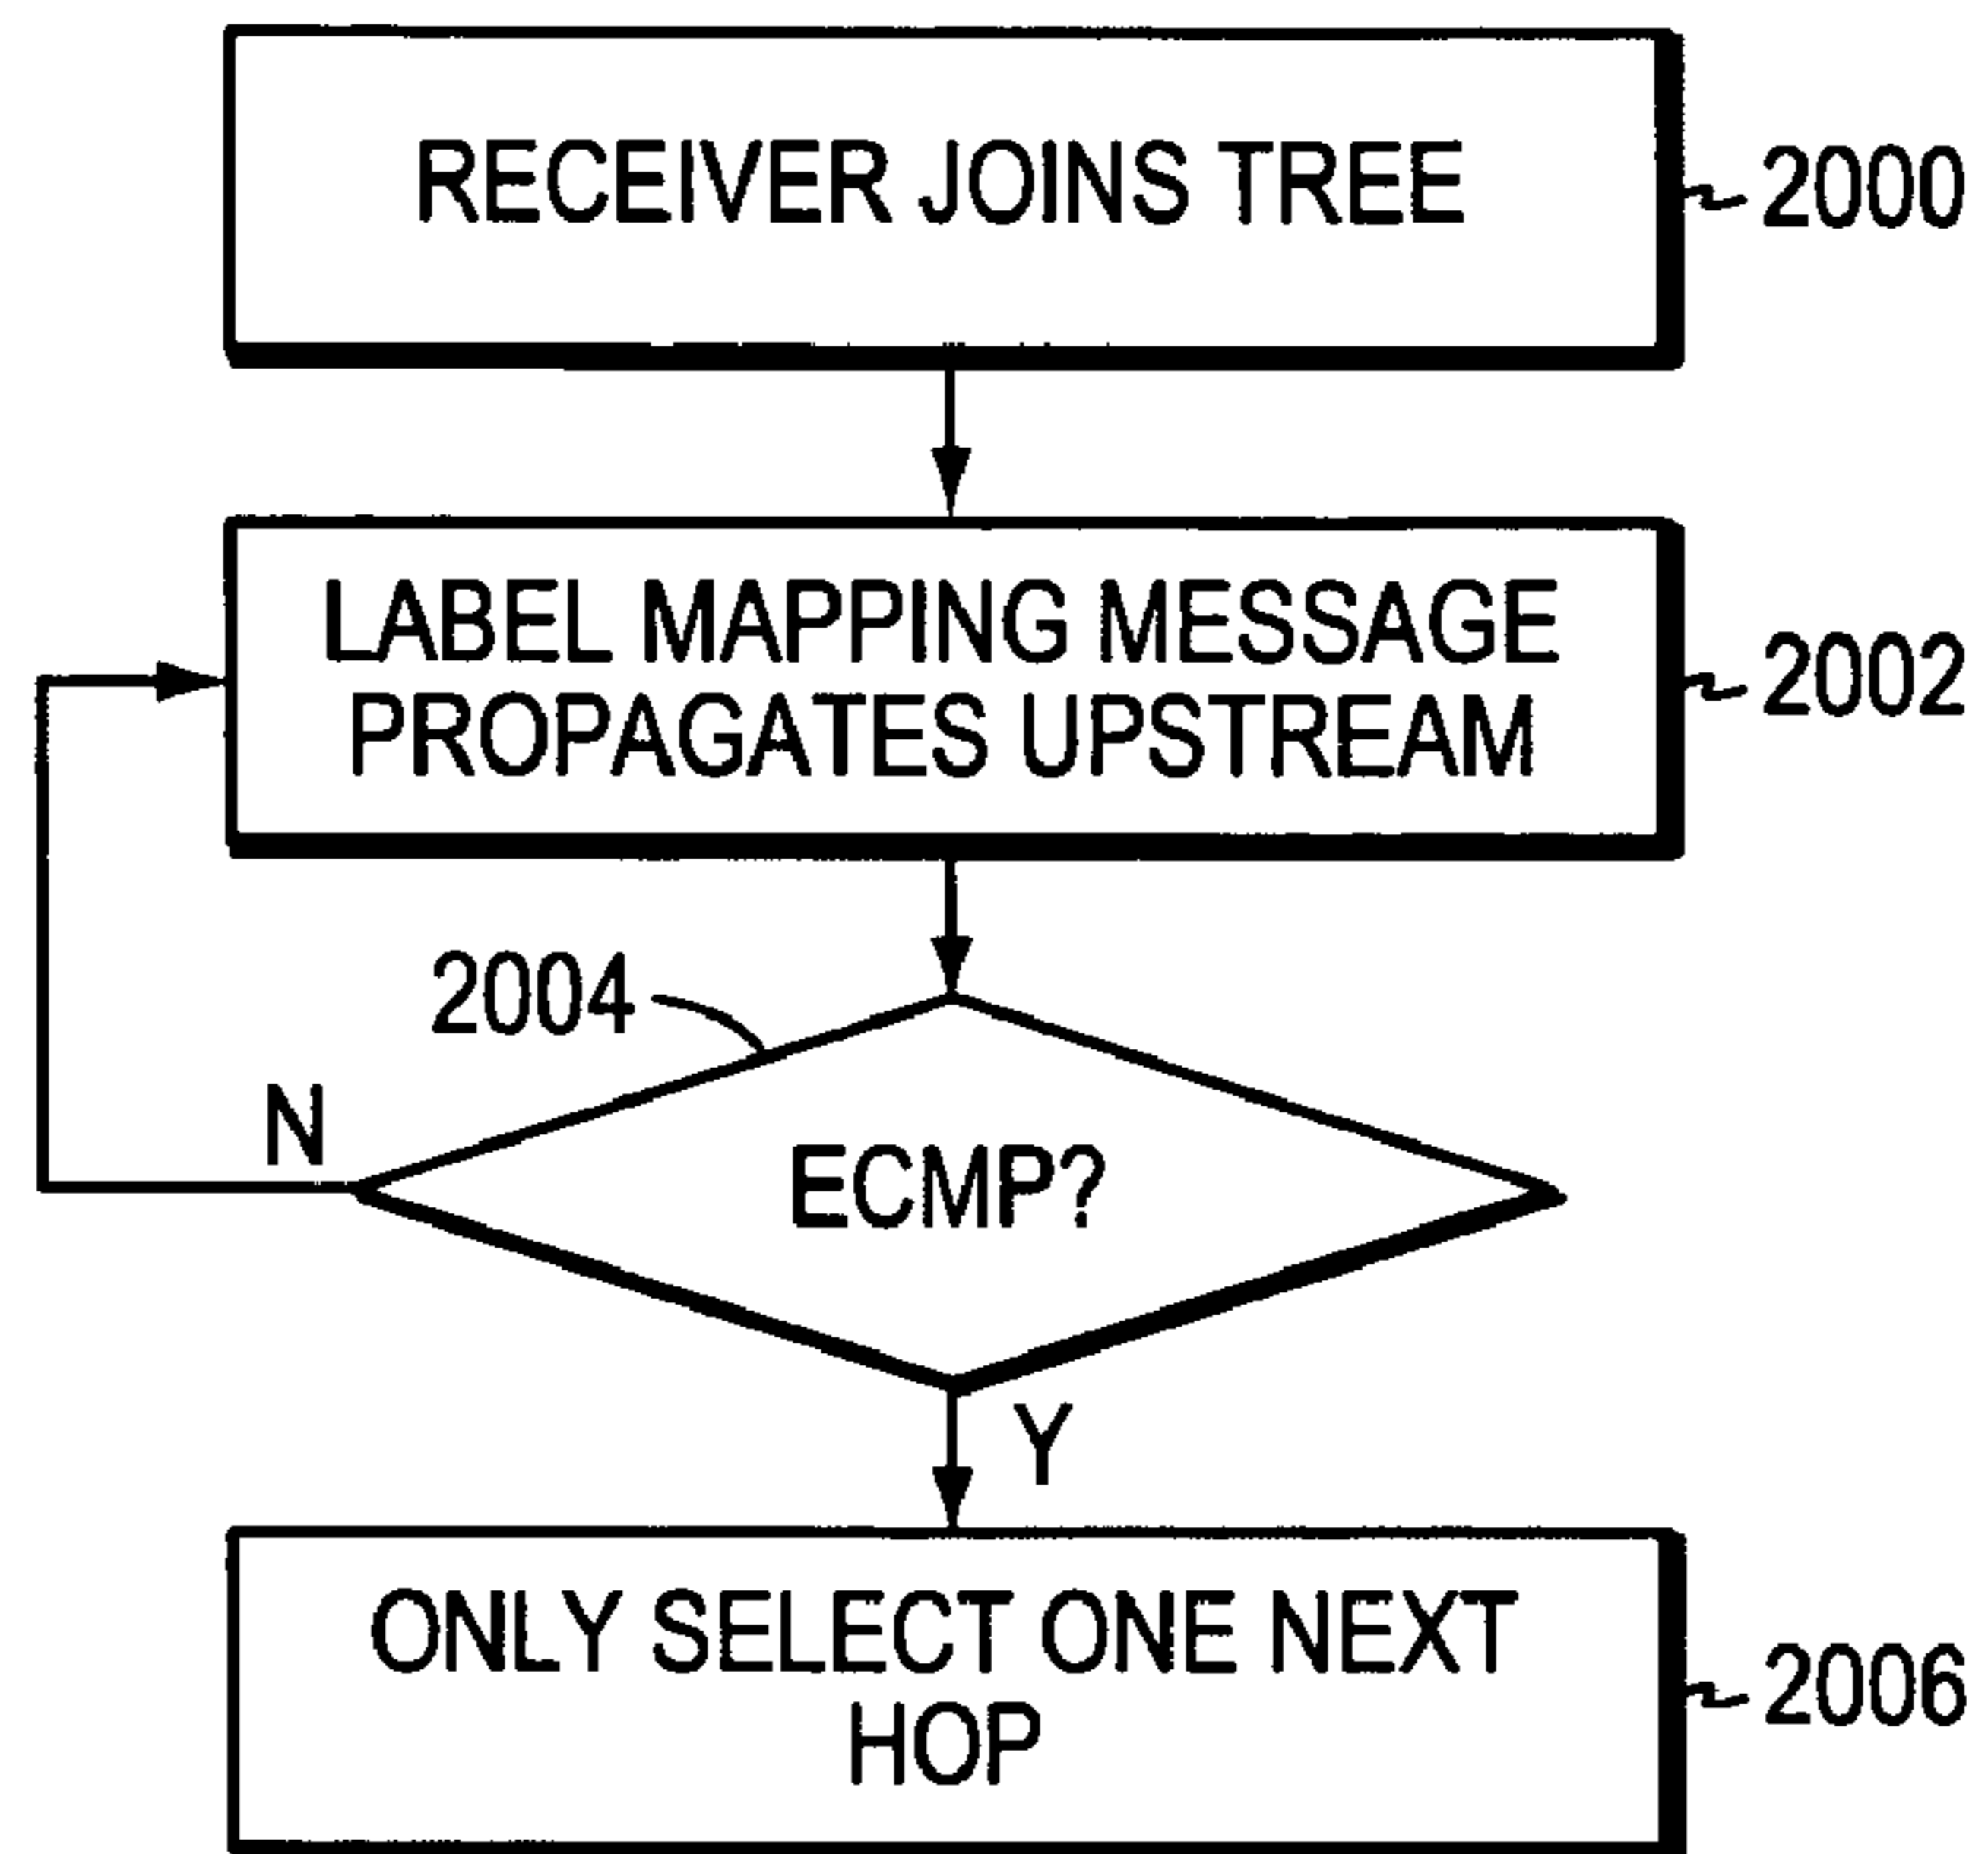 RECEIVER JOINS TREE
2000
LABEL MAPPING MESSAGE
PROPAGATES UPSTREAM
2002
2004
N
ECMP?
Y
ONLY SELECT ONE NEXT
HOP
2006